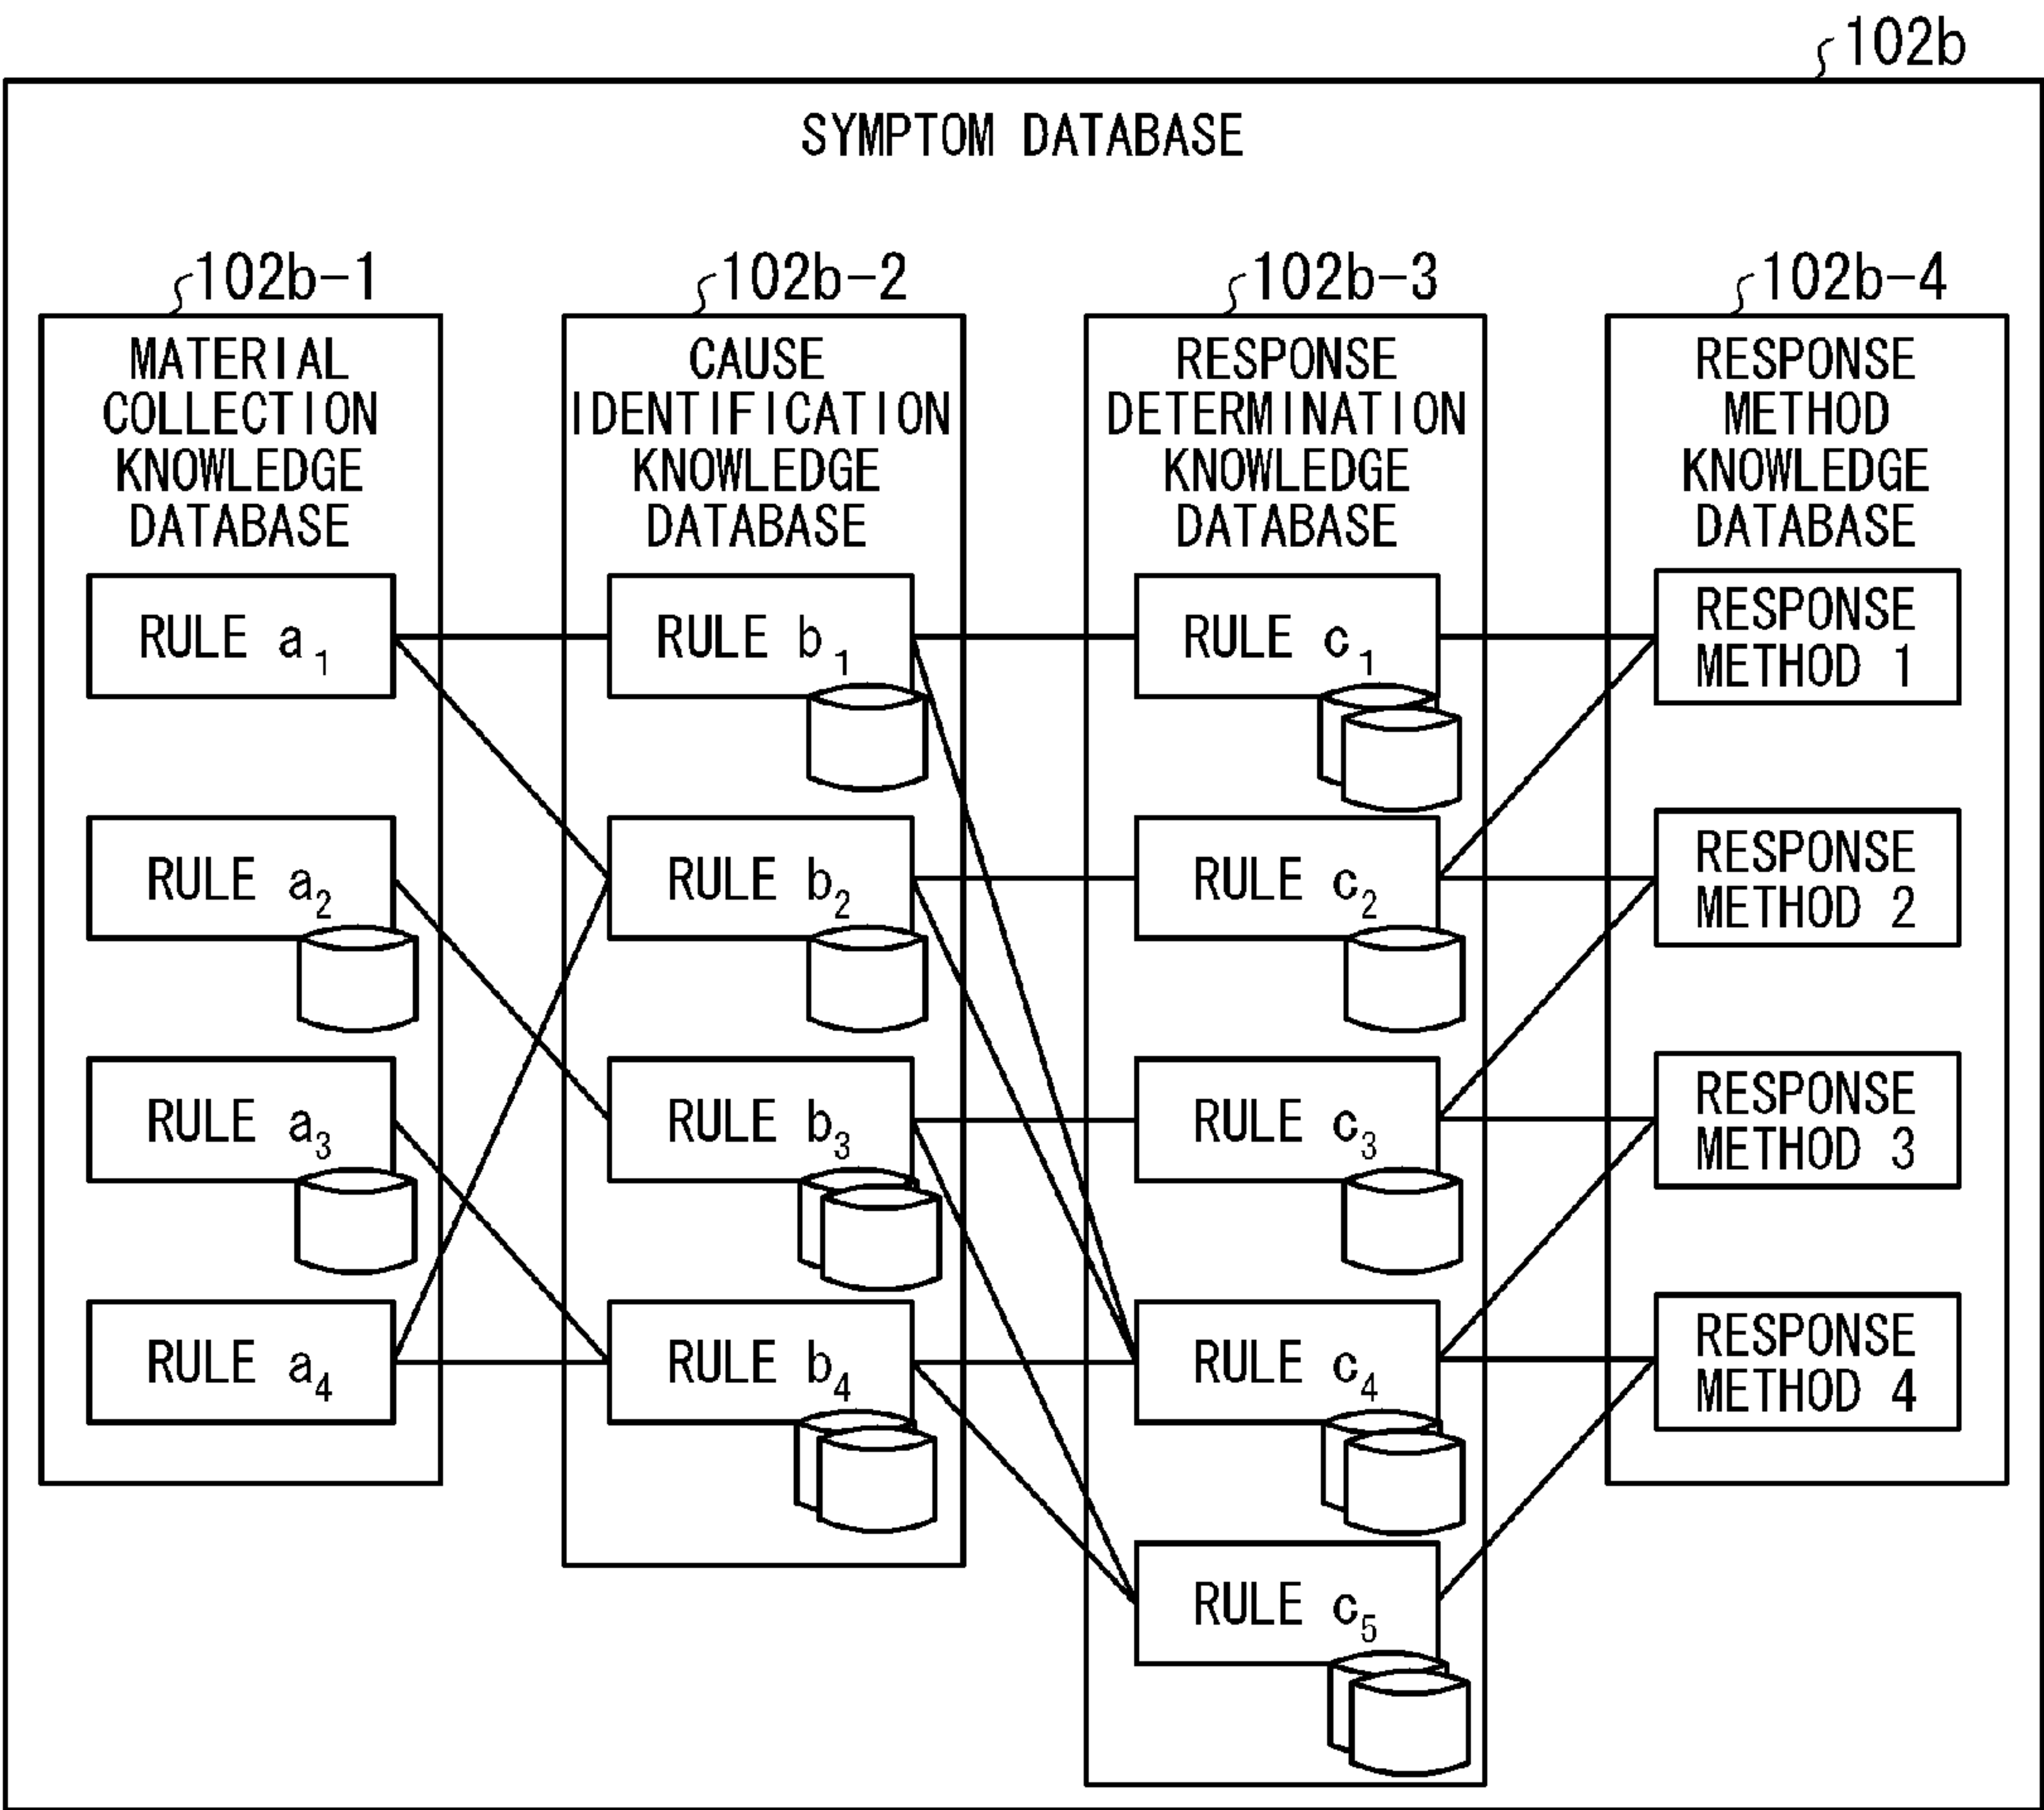 102b
SYMPTOM DATABASE
102b-1
MATERIAL
COLLECTION
KNOWLEDGE
DATABASE
RULE a1
RULE a2
RULE a3
RULE a4
102b-2
CAUSE
IDENTIFICATION
KNOWLEDGE
DATABASE
RULE b1
RULE b2
RULE b3
RULE b4
102b-3
RESPONSE
DETERMINATION
KNOWLEDGE
DATABASE
RULE c1
RULE c2
RULE c3
RULE c4
RULE c5
102b-4
RESPONSE
METHOD
KNOWLEDGE
DATABASE
RESPONSE
METHOD 1
RESPONSE
METHOD 2
RESPONSE
METHOD 3
RESPONSE
METHOD 4